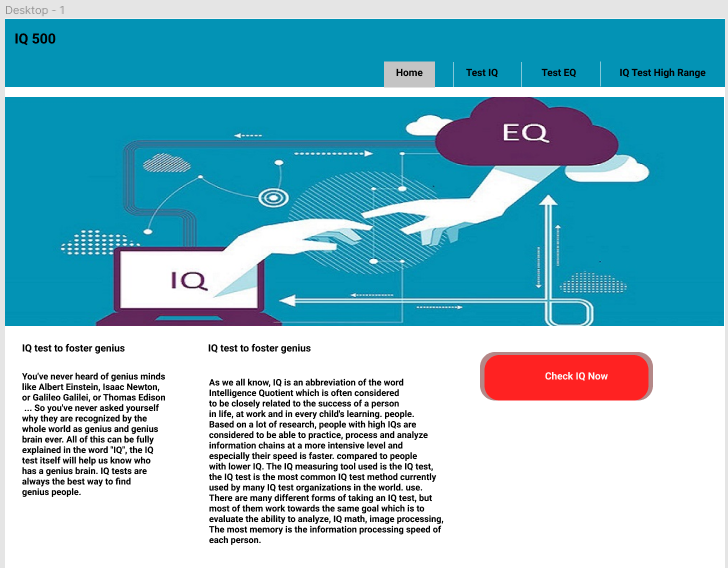 Desktop - 1
IQ 500
Home
Test IQ
Test EQ
IQ Test High Range
EQ
IQ
IQ test to foster genius
You've never heard of genius minds
like Albert Einstein, Isaac Newton,
or Galileo Galilei, or Thomas Edison
... So you've never asked yourself
why they are recognized by the
whole world as genius and genius
brain ever. All of this can be fully
explained in the word "IQ", the IQ
test itself will help us know who
has a genius brain. IQ tests are
always the best way to find
genius people.
IQ test to foster genius
As we all know, IQ is an abbreviation of the word
Intelligence Quotient which is often considered
to be closely related to the success of a person
in life, at work and in every child's learning. people.
Based on a lot of research, people with high IQs are
considered to be able to practice, process and analyze
information chains at a more intensive level and
especially their speed is faster. compared to people
with lower IQ. The IQ measuring tool used is the IQ test,
the IQ test is the most common IQ test method currently
used by many IQ test organizations in the world. use.
There are many different forms of taking an IQ test, but
most of them work towards the same goal which is to
evaluate the ability to analyze, IQ math, image processing,
The most memory is the information processing speed of
each person.
Check IQ Now